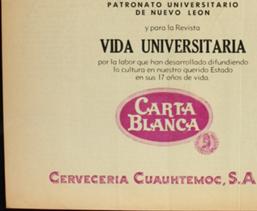 PATRONATO UNIVERSITARIO
DE NUEVO LEON
y para la Revista
VIDA UNIVERSITARIA
por la labor que han desarrollado difundiendo
la cultura en nuestro querido Estado
en sus 17 años de vida.
CARTA
BLANCA
CERVECERIA CUAUHTEMOC, S.A